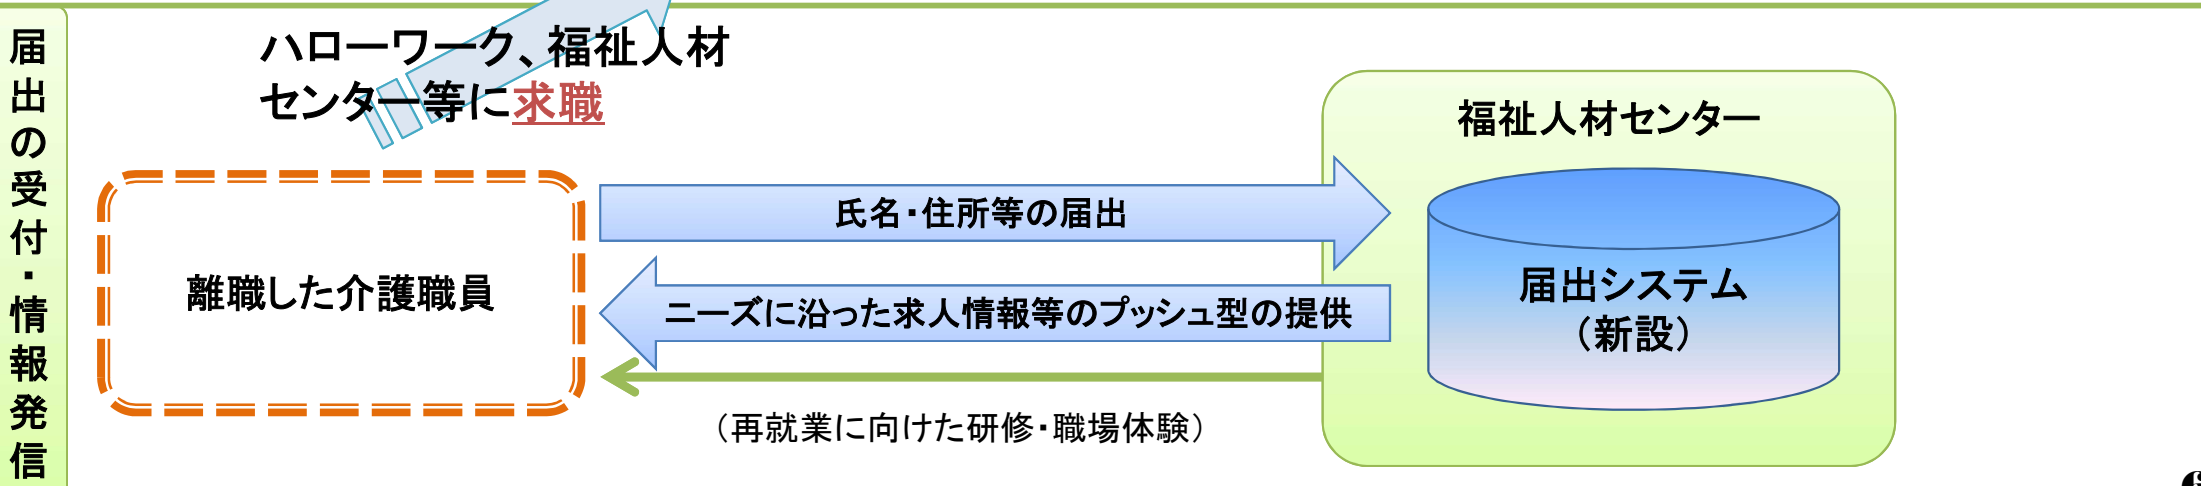 届出の受付・情報発信
ハローワーク、福祉人材
センター等に求職
福祉人材センター
氏名・住所等の届出
離職した介護職員
届出システム
（新設）
ニーズに沿った求人情報等のプッシュ型の提供
（再就業に向けた研修・職場体験）